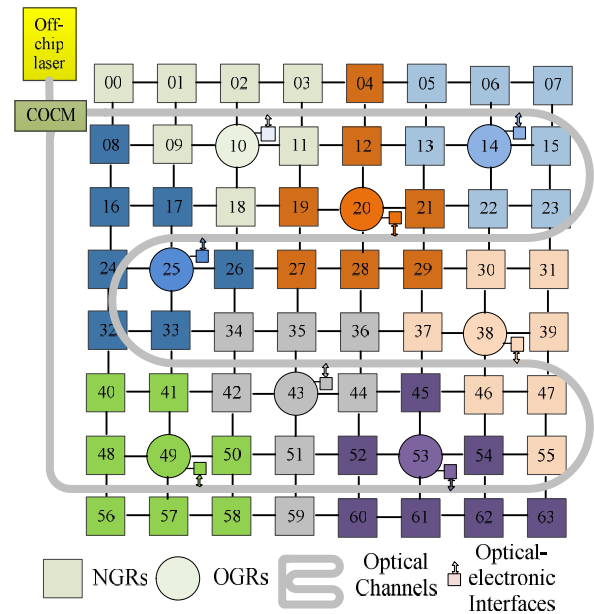 Off-
chip
laser
COCM
00 01 02 03 04 05 06 07
08 09 10 11 12 13 14 15
16 17 18 19 20 21 22 23
24 25 26 27 28 29 30 31
32 33 34 35 36 37 38 39
40 41 42 43 44 45 46 47
48 49 50 51 52 53 54 55
56 57 58 59 60 61 62 63
NGRs OGRs
Optical
Channels
Optical-
electronic
Interfaces